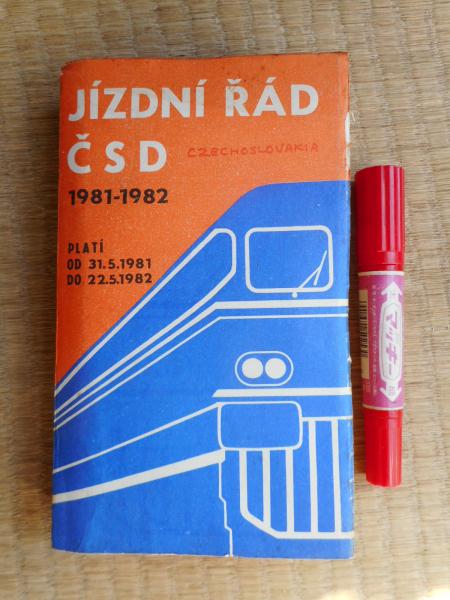 JÍZDNÍ ŘÁD
ČSD CZECHOSLOVAKIA
1981-1982
PLATÍ
OD 31.5.1981
DO 22.5.1982
マッキー